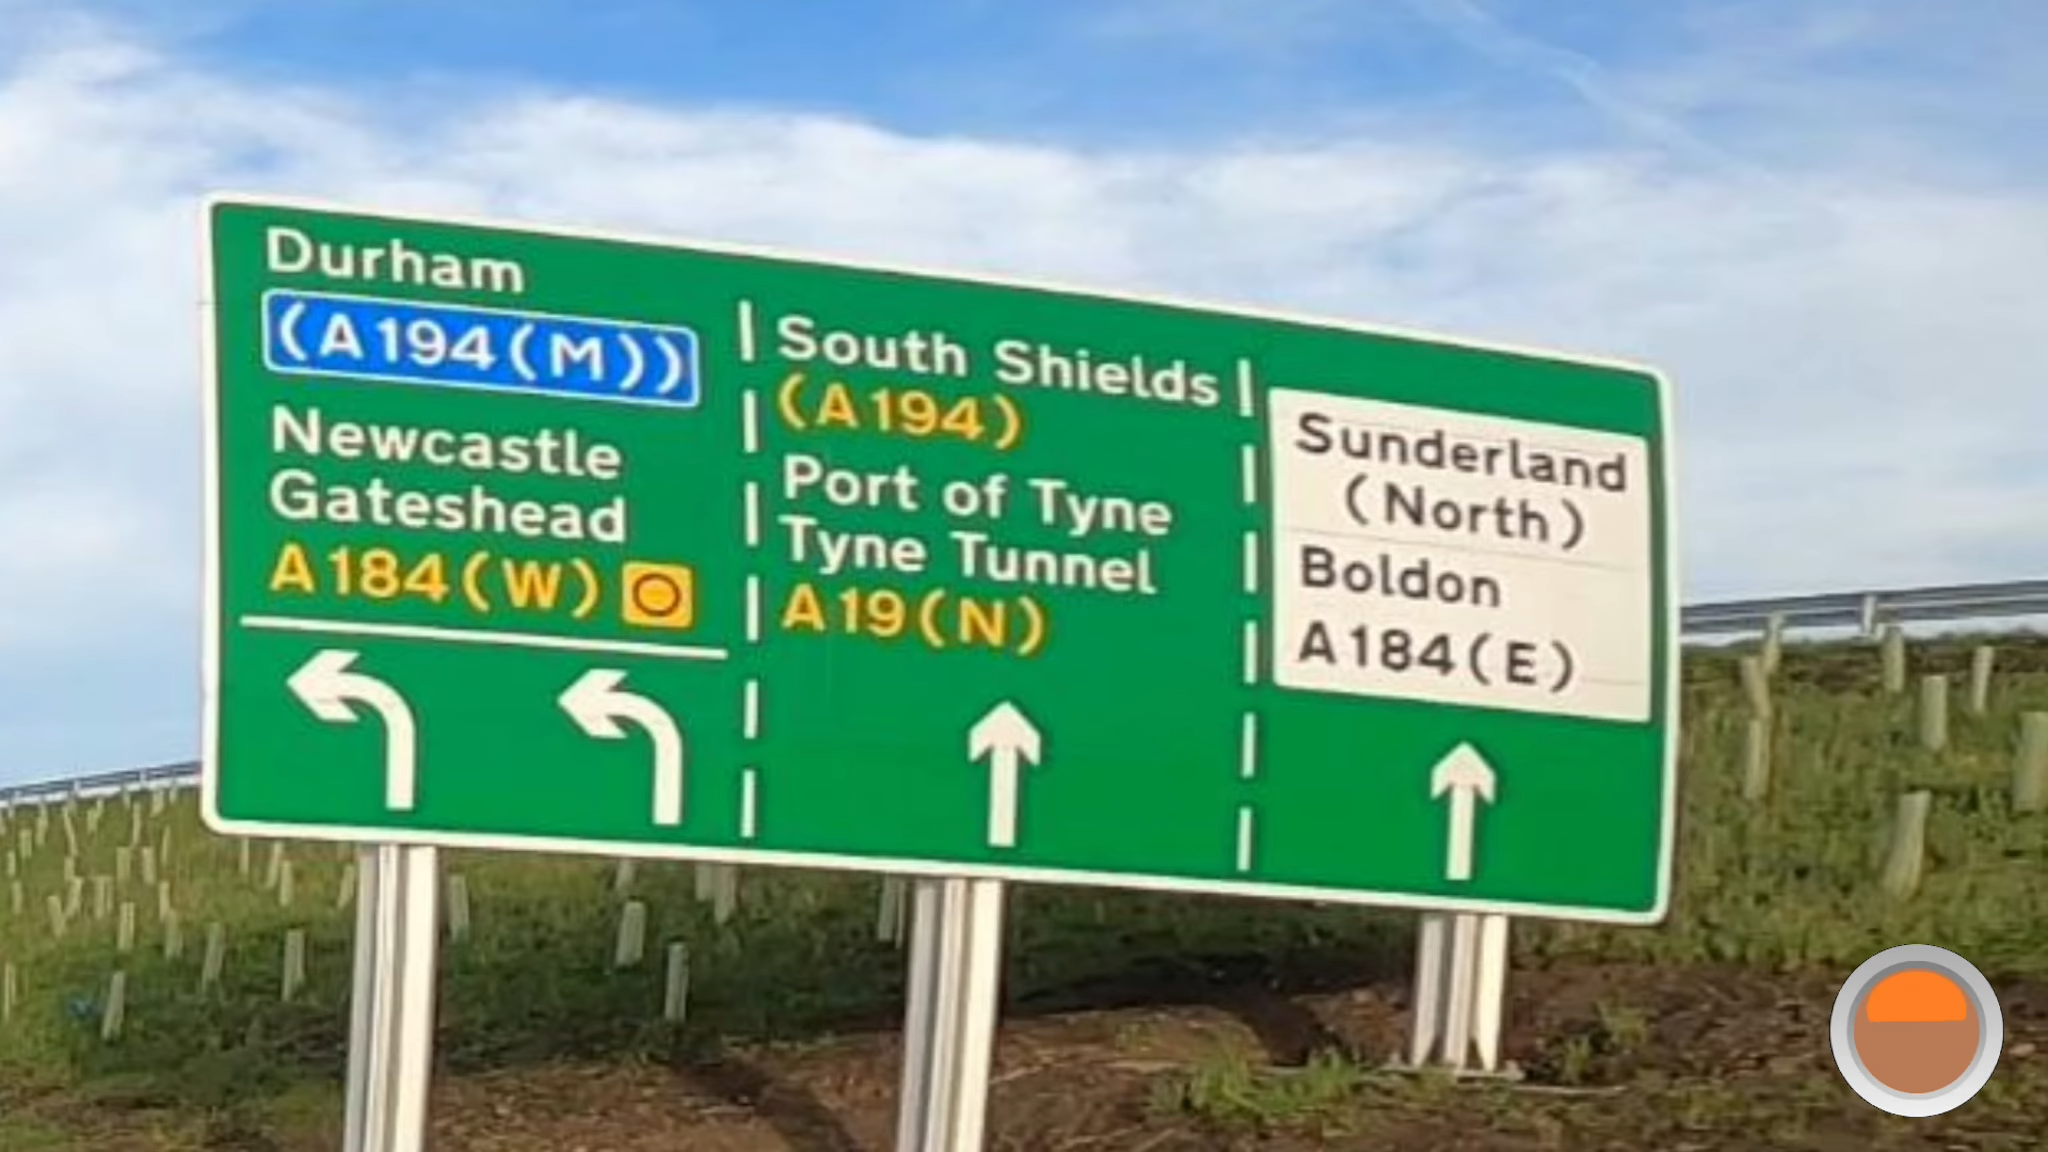 Durham
(A194(M))
Newcastle
Gateshead
A184(W)
South Shields
(A194)
Port of Tyne
Tyne Tunnel
A19(N)
Sunderland
(North)
Boldon
A184(E)